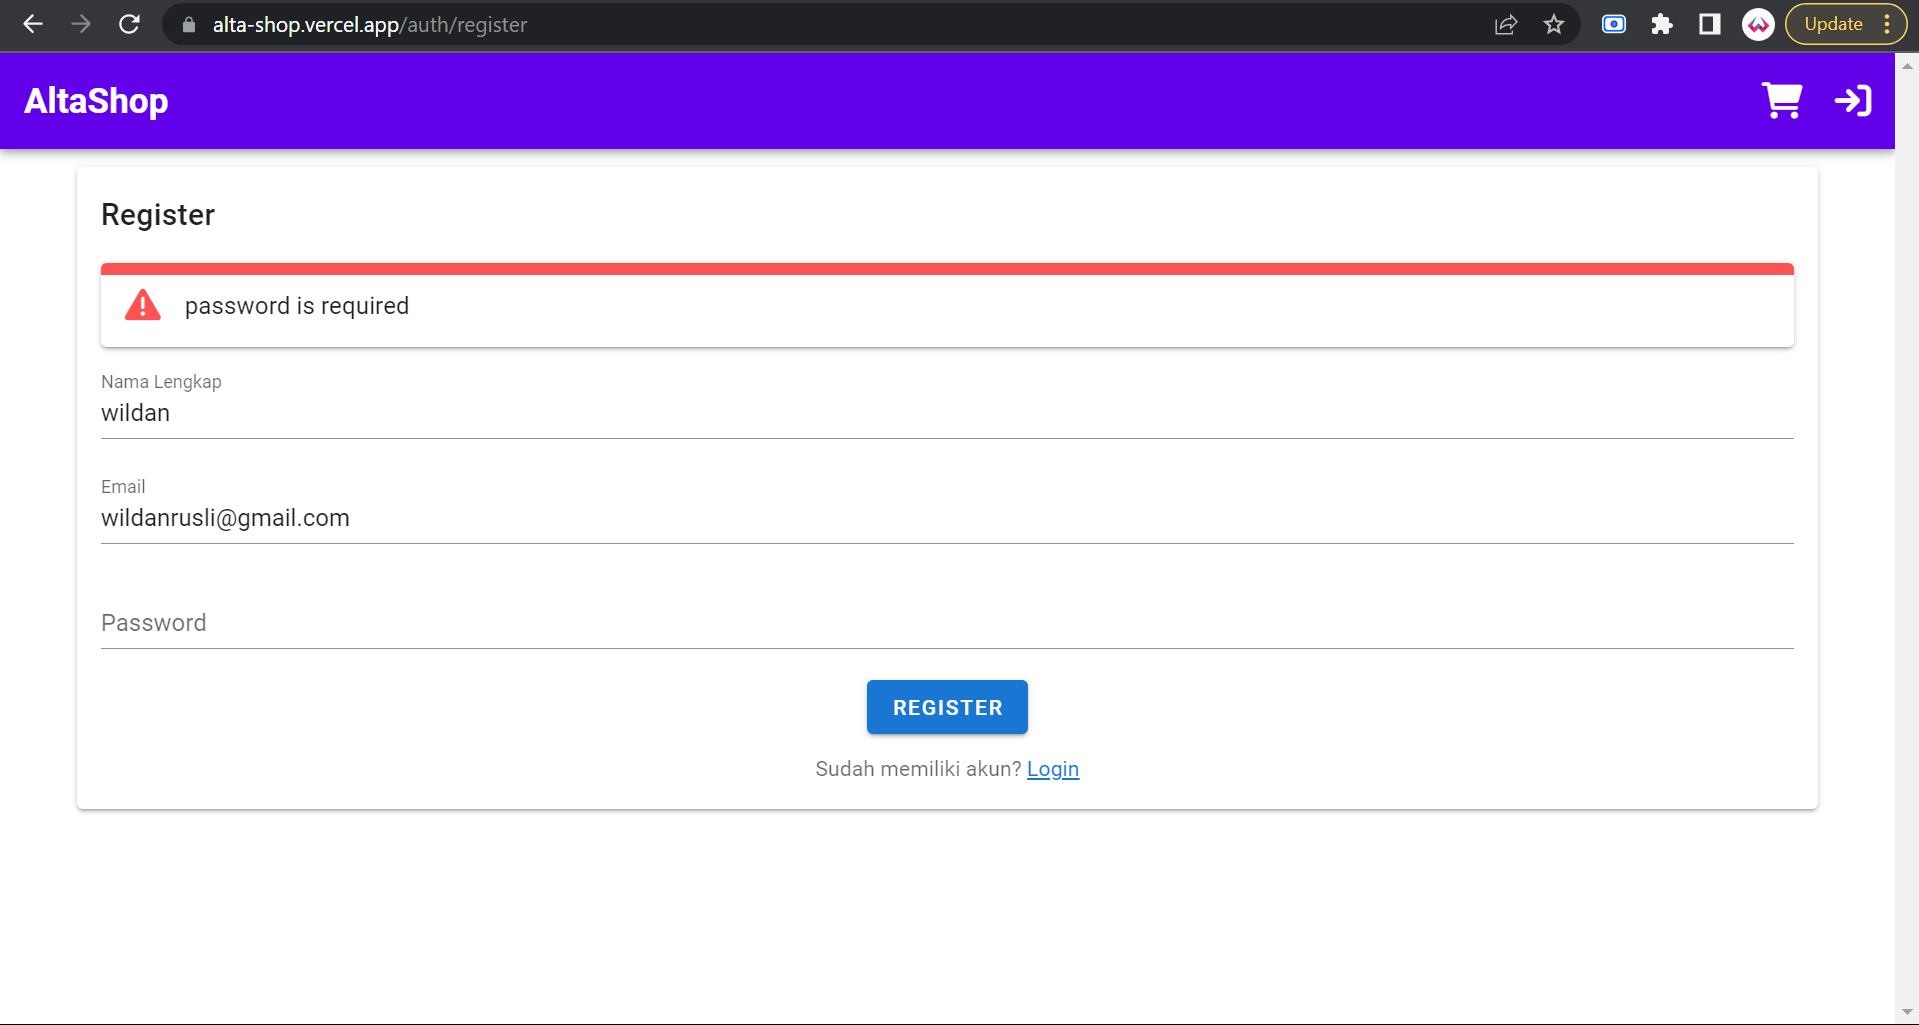 alta-shop.vercel.app/auth/register
Update
AltaShop
Register
password is required
Nama Lengkap
wildan
Email
wildanrusli@gmail.com
Password
REGISTER
Sudah memiliki akun? Login